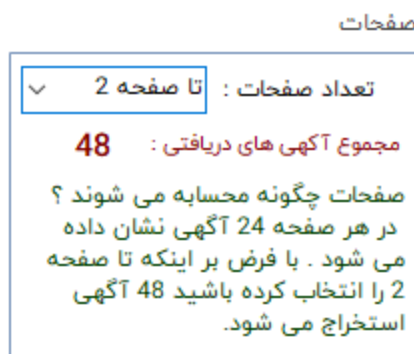 صفحات
تعداد صفحات : تا صفحه 2
مجموع آکهی های دریافتی : 48
صفحات چگونه محسابه می شوند ؟
در هر صفحه 24 آگهی نشان داده
می شود . با فرض بر اینکه تا صفحه
2 را انتخاب کرده باشید 48 آگهی
استخراج می شود.